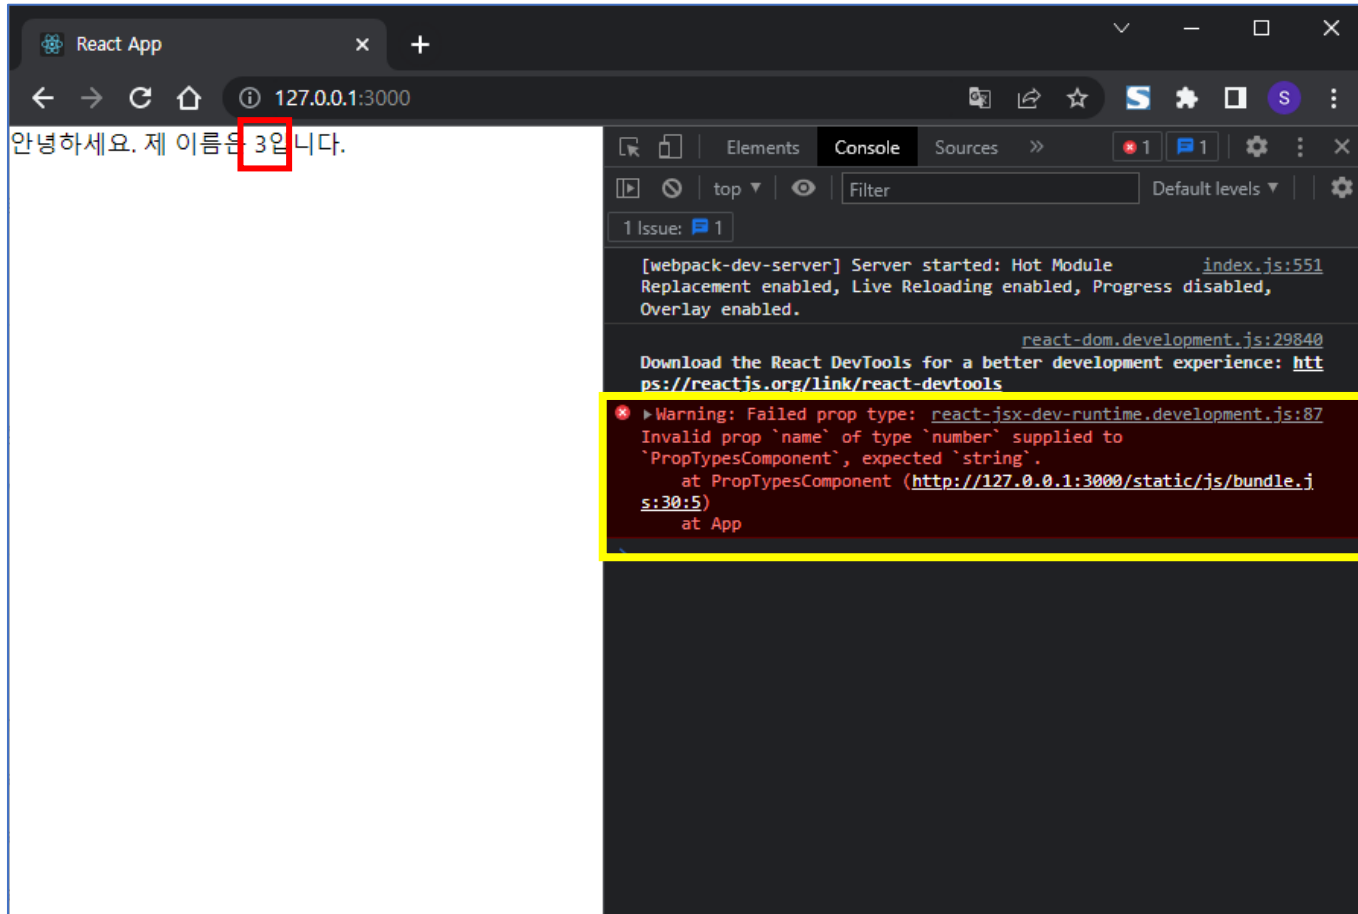 React App
127.0.0.1:3000
S
S
안녕하세요. 제 이름은 3입니다.
Elements Console Sources » 1 1
top ▼ Filter Default levels ▼
1 Issue: 1
[webpack-dev-server] Server started: Hot Module index.js:551
Replacement enabled, Live Reloading enabled, Progress disabled,
Overlay enabled.
react-dom.development.js:29840
Download the React DevTools for a better development experience: htt
ps://reactjs.org/link/react-devtools
▶Warning: Failed prop type: react-jsx-dev-runtime.development.js:87
Invalid prop `name` of type `number` supplied to
`PropTypesComponent`, expected `string`.
at PropTypesComponent (http://127.0.0.1:3000/static/js/bundle.j
s:30:5)
at App